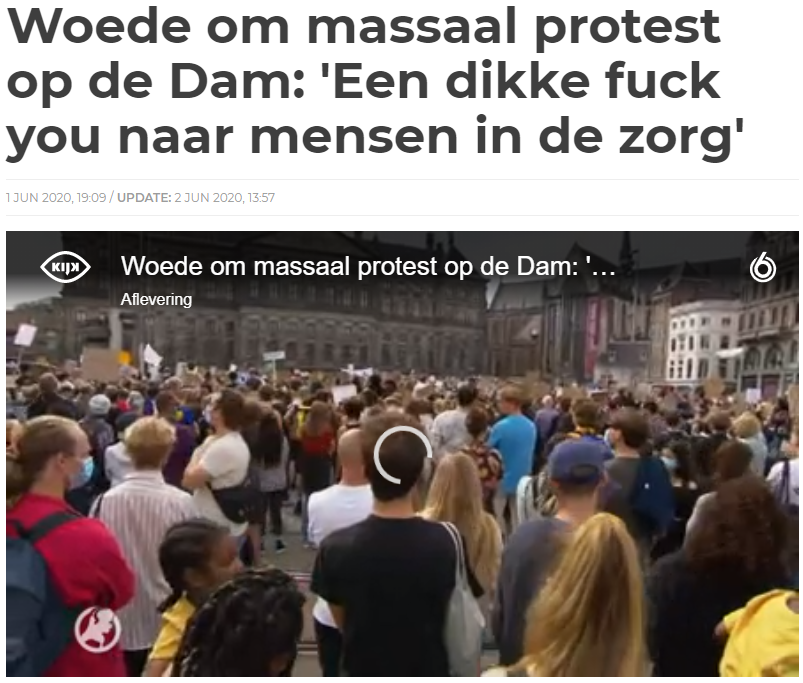 Woede om massaal protest
op de Dam: 'Een dikke fuck
you naar mensen in de zorg'
1 JUN 2020, 19:09 / UPDATE: 2 JUN 2020, 13:57
KIJK
Woede om massaal protest op de Dam: '...
6
Aflevering